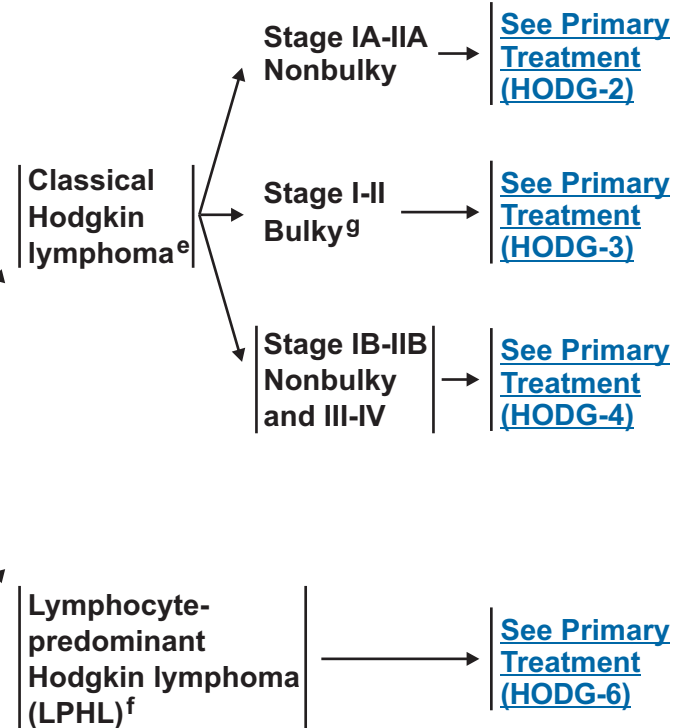 Stage IA-IIA
Nonbulky
See Primary
Treatment
(HODG-2)
Classical
Hodgkin
lymphomaᵉ
Stage I-II
Bulkyᵍ
See Primary
Treatment
(HODG-3)
Stage IB-IIB
Nonbulky
and III-IV
See Primary
Treatment
(HODG-4)
Lymphocyte-
predominant
Hodgkin lymphoma
(LPHL)ᶠ
See Primary
Treatment
(HODG-6)